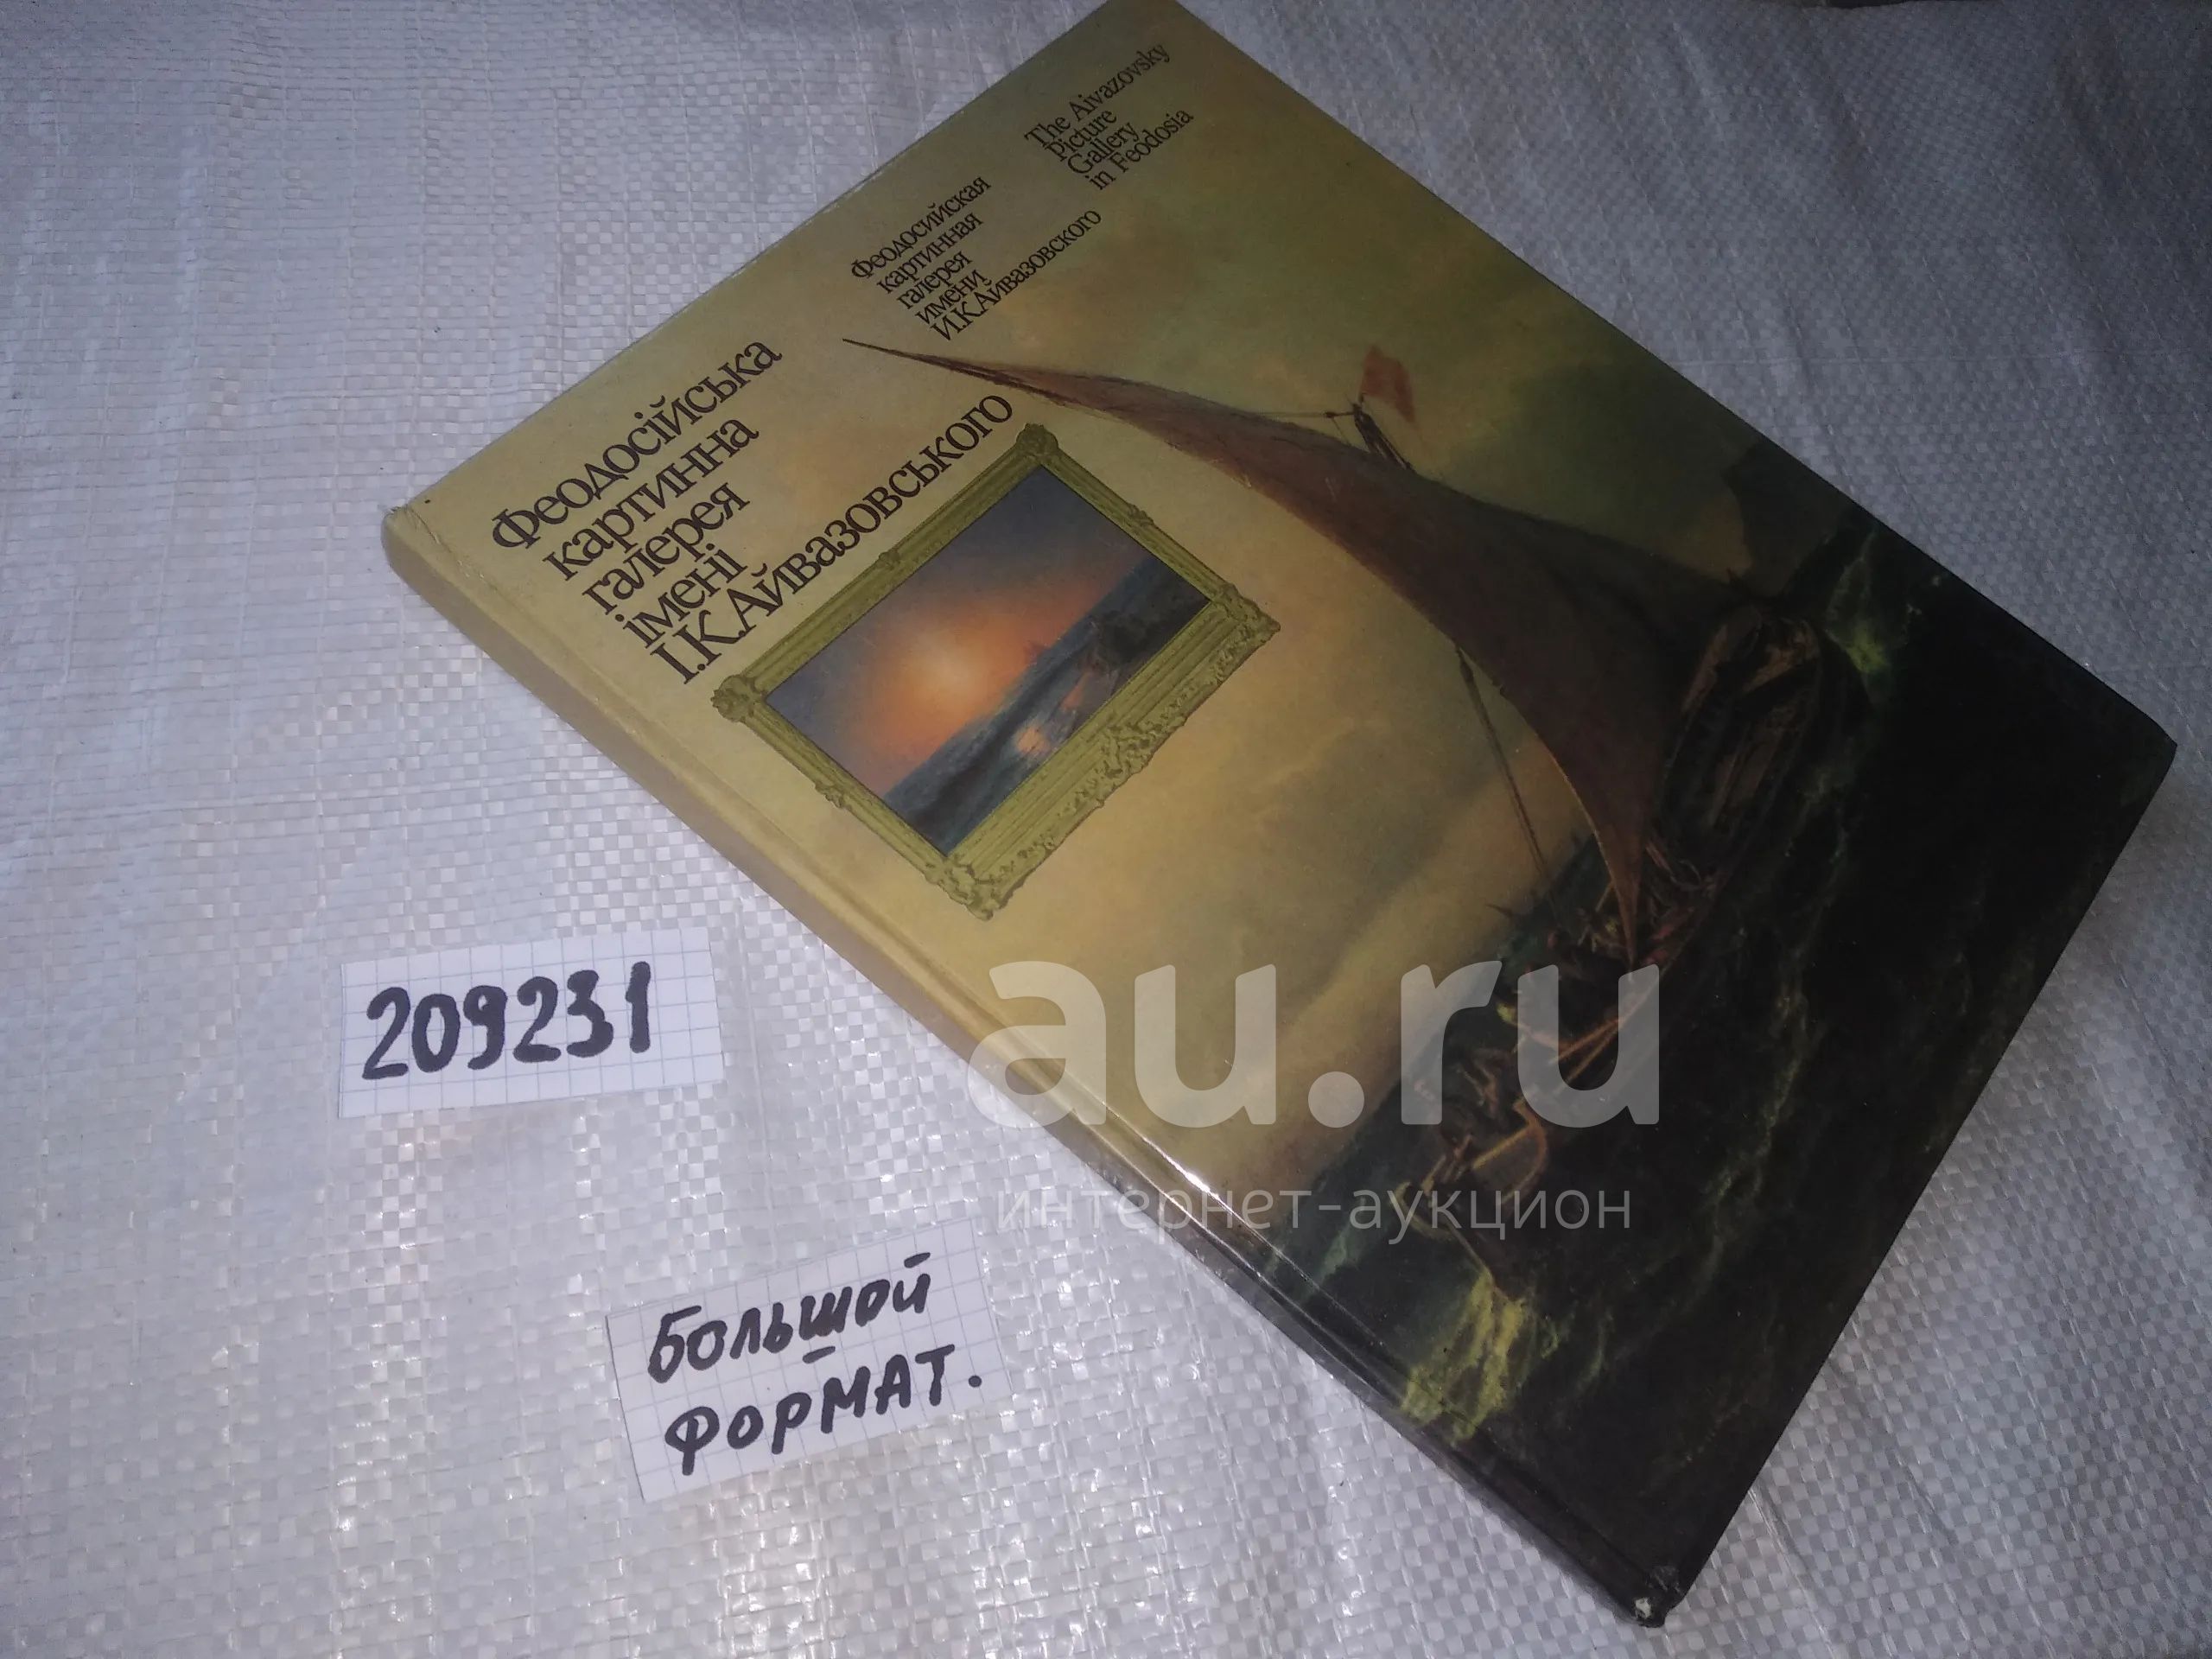 Феодосійська
картинна
галерея
імені
І.К.Айвазовського
Феодосийская
картинная
галерея
имени
И.К.Айвазовского
The Aivazovsky
Picture
Gallery
in Feodosia
209231
Большой
формат.
au.ru
интернет-аукцион